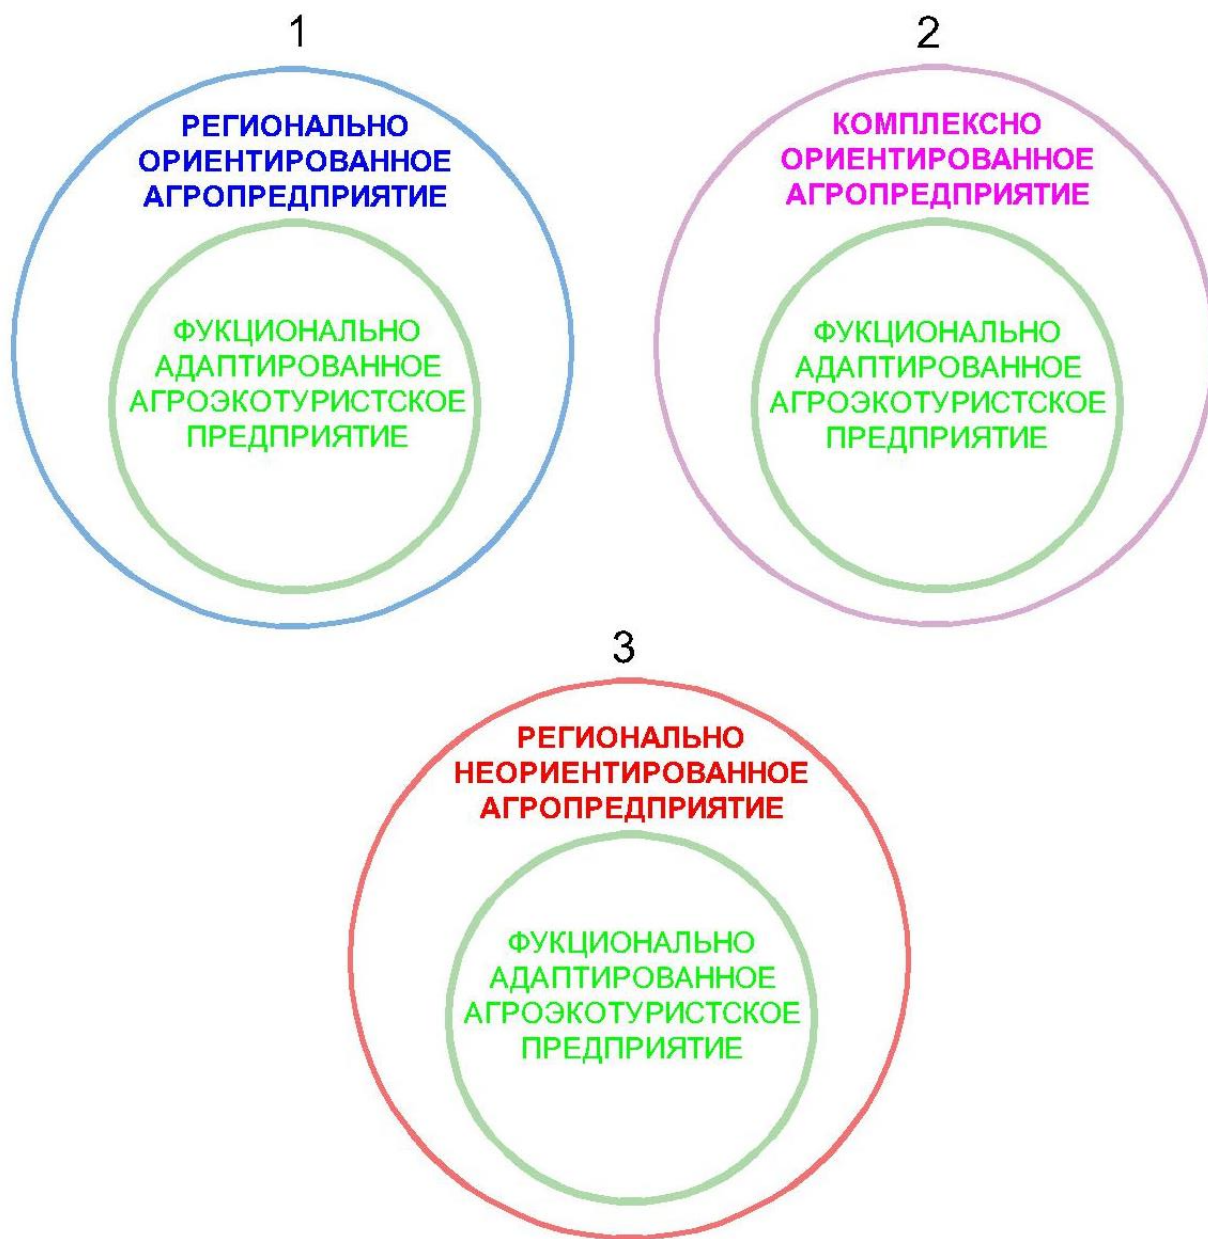 1
РЕГИОНАЛЬНО
ОРИЕНТИРОВАННОЕ
АГРОПРЕДПРИЯТИЕ
ФУКЦИОНАЛЬНО
АДАПТИРОВАННОЕ
АГРОЭКОТУРИСТСКОЕ
ПРЕДПРИЯТИЕ
2
КОМПЛЕКСНО
ОРИЕНТИРОВАННОЕ
АГРОПРЕДПРИЯТИЕ
ФУКЦИОНАЛЬНО
АДАПТИРОВАННОЕ
АГРОЭКОТУРИСТСКОЕ
ПРЕДПРИЯТИЕ
3
РЕГИОНАЛЬНО
НЕОРИЕНТИРОВАННОЕ
АГРОПРЕДПРИЯТИЕ
ФУКЦИОНАЛЬНО
АДАПТИРОВАННОЕ
АГРОЭКОТУРИСТСКОЕ
ПРЕДПРИЯТИЕ